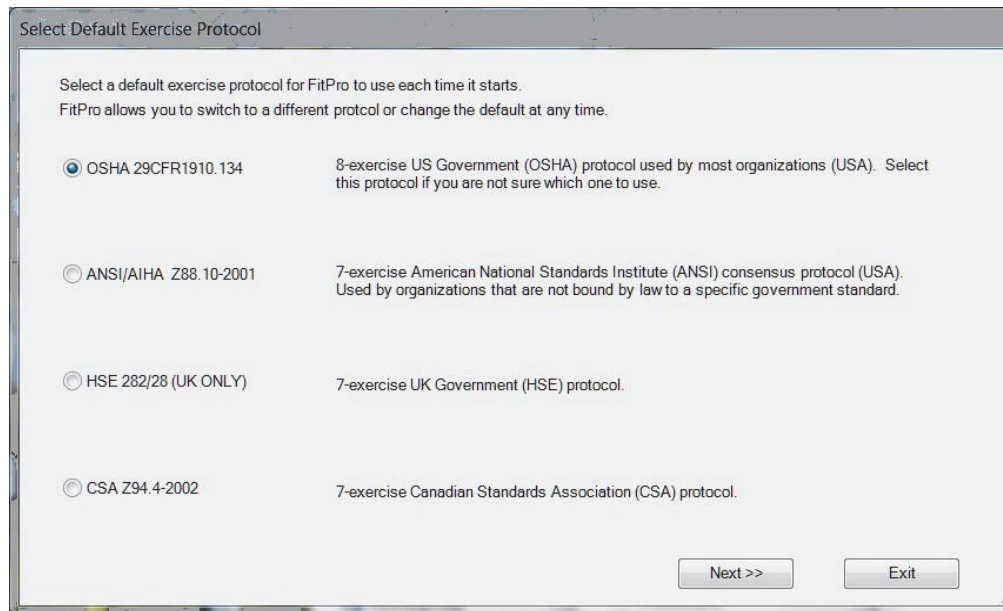 Select Default Exercise Protocol
Select a default exercise protocol for FitPro to use each time it starts.
FitPro allows you to switch to a different protcol or change the default at any time.
OSHA 29CFR1910.134
8-exercise US Government (OSHA) protocol used by most organizations (USA). Select
this protocol if you are not sure which one to use.
ANSI/AIHA Z88.10-2001
7-exercise American National Standards Institute (ANSI) consensus protocol (USA).
Used by organizations that are not bound by law to a specific government standard.
HSE 282/28 (UK ONLY)
7-exercise UK Government (HSE) protocol.
CSA Z94.4-2002
7-exercise Canadian Standards Association (CSA) protocol.
Next >>
Exit